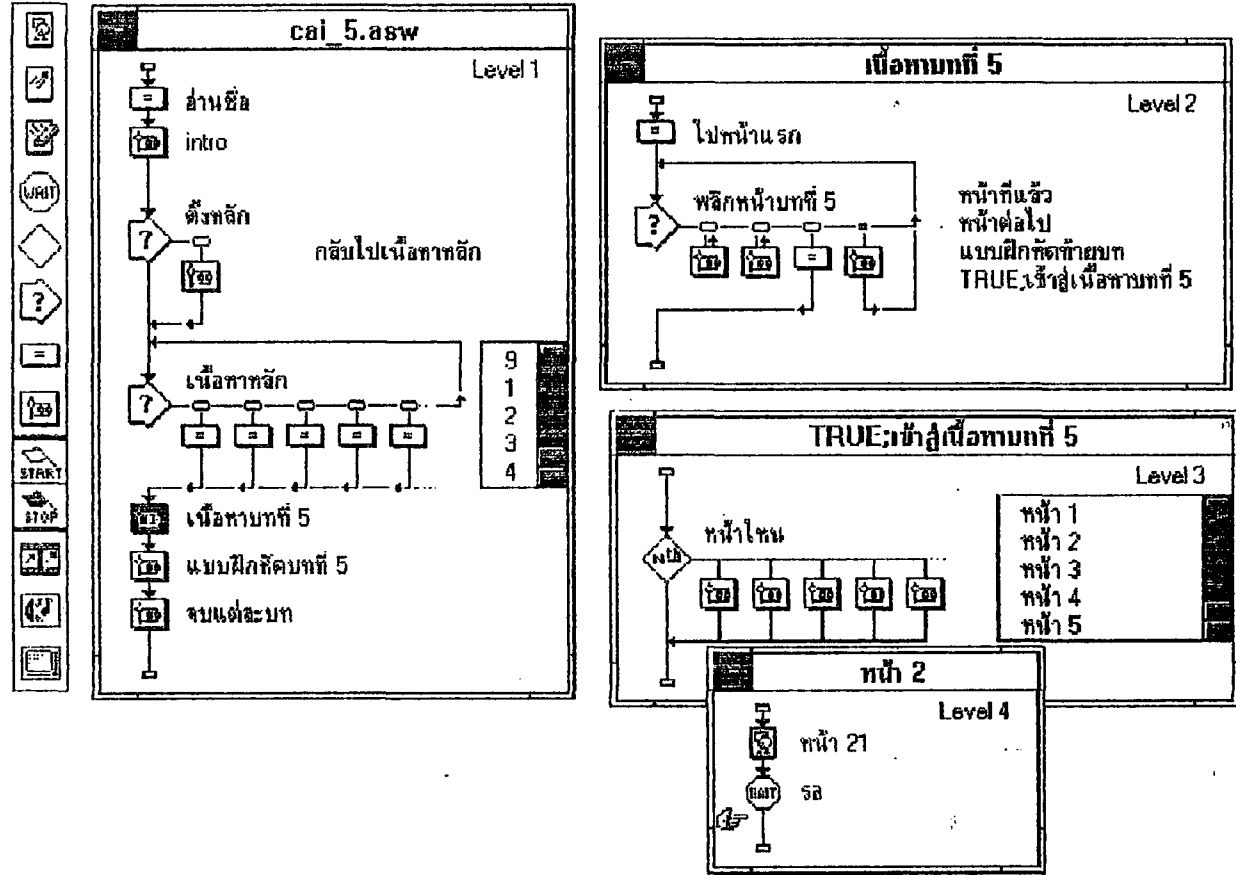 WAIT
?
=
START
STOP
cai_5.asw
Level 1
=
อ่านชื่อ
intro
ดึงหลัก
?
กลับไปเนื้อหาหลัก
เนื้อหาหลัก
?
= = = = =
9
1
2
3
4
เนื้อหาบทที่ 5
แบบฝึกหัดบทที่ 5
จบแต่ละบท
เนื้อหาบทที่ 5
Level 2
=
ไปหน้าแรก
พลิกหน้าบทที่ 5
?
=
หน้าที่แล้ว
หน้าต่อไป
แบบฝึกหัดท้ายบท
TRUE;เข้าสู่เนื้อหาบทที่ 5
TRUE;เข้าสู่เนื้อหาบทที่ 5
Level 3
หน้าไหน
Nth
หน้า 1
หน้า 2
หน้า 3
หน้า 4
หน้า 5
หน้า 2
Level 4
หน้า 21
WAIT
รอ